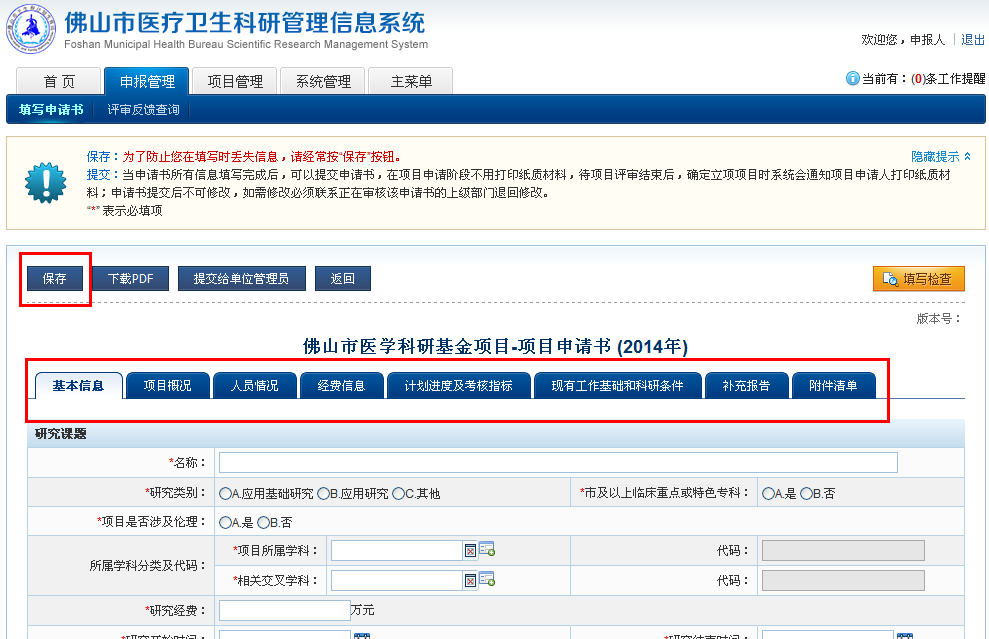 佛山市医疗卫生科研管理信息系统
Foshan Municipal Health Bureau Scientific Research Management System
欢迎您，申报人 退出
首 页 申报管理 项目管理 系统管理 主菜单
当前有：(0)条工作提醒
填写申请书 评审反馈查询
保存：为了防止您在填写时丢失信息，请经常按“保存”按钮。
隐藏提示
提交：当申请书所有信息填写完成后，可以提交申请书，在项目申请阶段不用打印纸质材料，待项目评审结束后，确定立项项目时系统会通知项目申请人打印纸质材
料；申请书提交后不可修改，如需修改必须联系正在审核该申请书的上级部门退回修改。
“*”表示必填项
保存 下载PDF 提交给单位管理员 返回 填写检查
版本号：
佛山市医学科研基金项目-项目申请书 (2014年)
基本信息 项目概况 人员情况 经费信息 计划进度及考核指标 现有工作基础和科研条件 补充报告 附件清单
研究课题
*名称：
*研究类别： A.应用基础研究 B.应用研究 C.其他 *市及以上临床重点或特色专科： A.是 B.否
*项目是否涉及伦理： A.是 B.否
所属学科分类及代码：
*项目所属学科： 代码：
*相关交叉学科： 代码：
*研究经费： 万元
*研究开始时间： *研究结束时间：